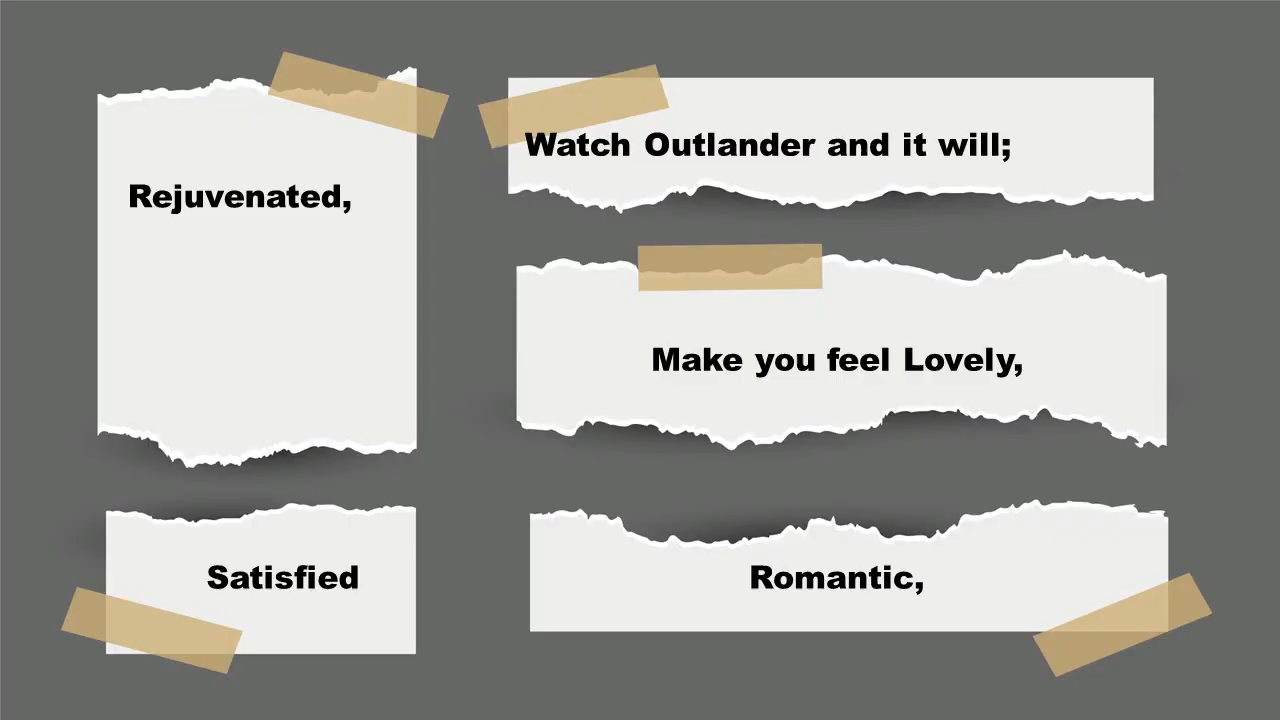 Watch Outlander and it will;
Make you feel Lovely,
Romantic,
Rejuvenated,
Satisfied